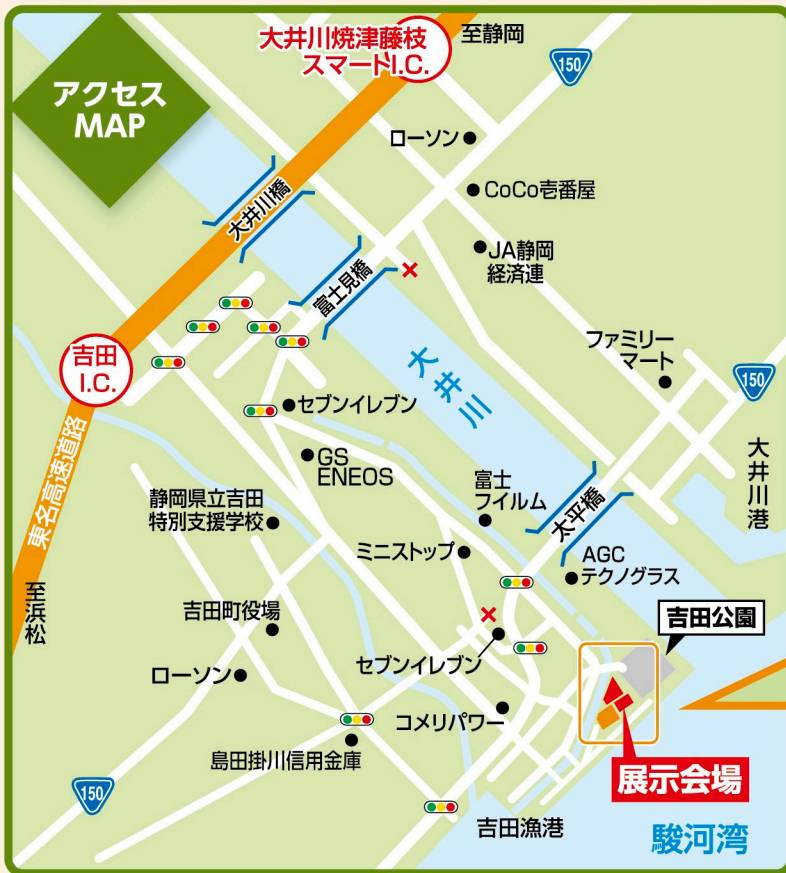 アクセス
MAP
大井川焼津藤枝
スマートI.C.
至静岡
150
ローソン
CoCo壱番屋
大井川橋
JA静岡
経済連
富士見橋
ファミリー
マート
吉田
I.C.
大井川
150
セブンイレブン
大井川港
GS
ENEOS
東名高速道路
静岡県立吉田
特別支援学校
富士
フイルム
太平橋
ミニストップ
AGC
テクノグラス
至浜松
吉田町役場
吉田公園
セブンイレブン
ローソン
コメリパワー
島田掛川信用金庫
展示会場
150
吉田漁港
駿河湾